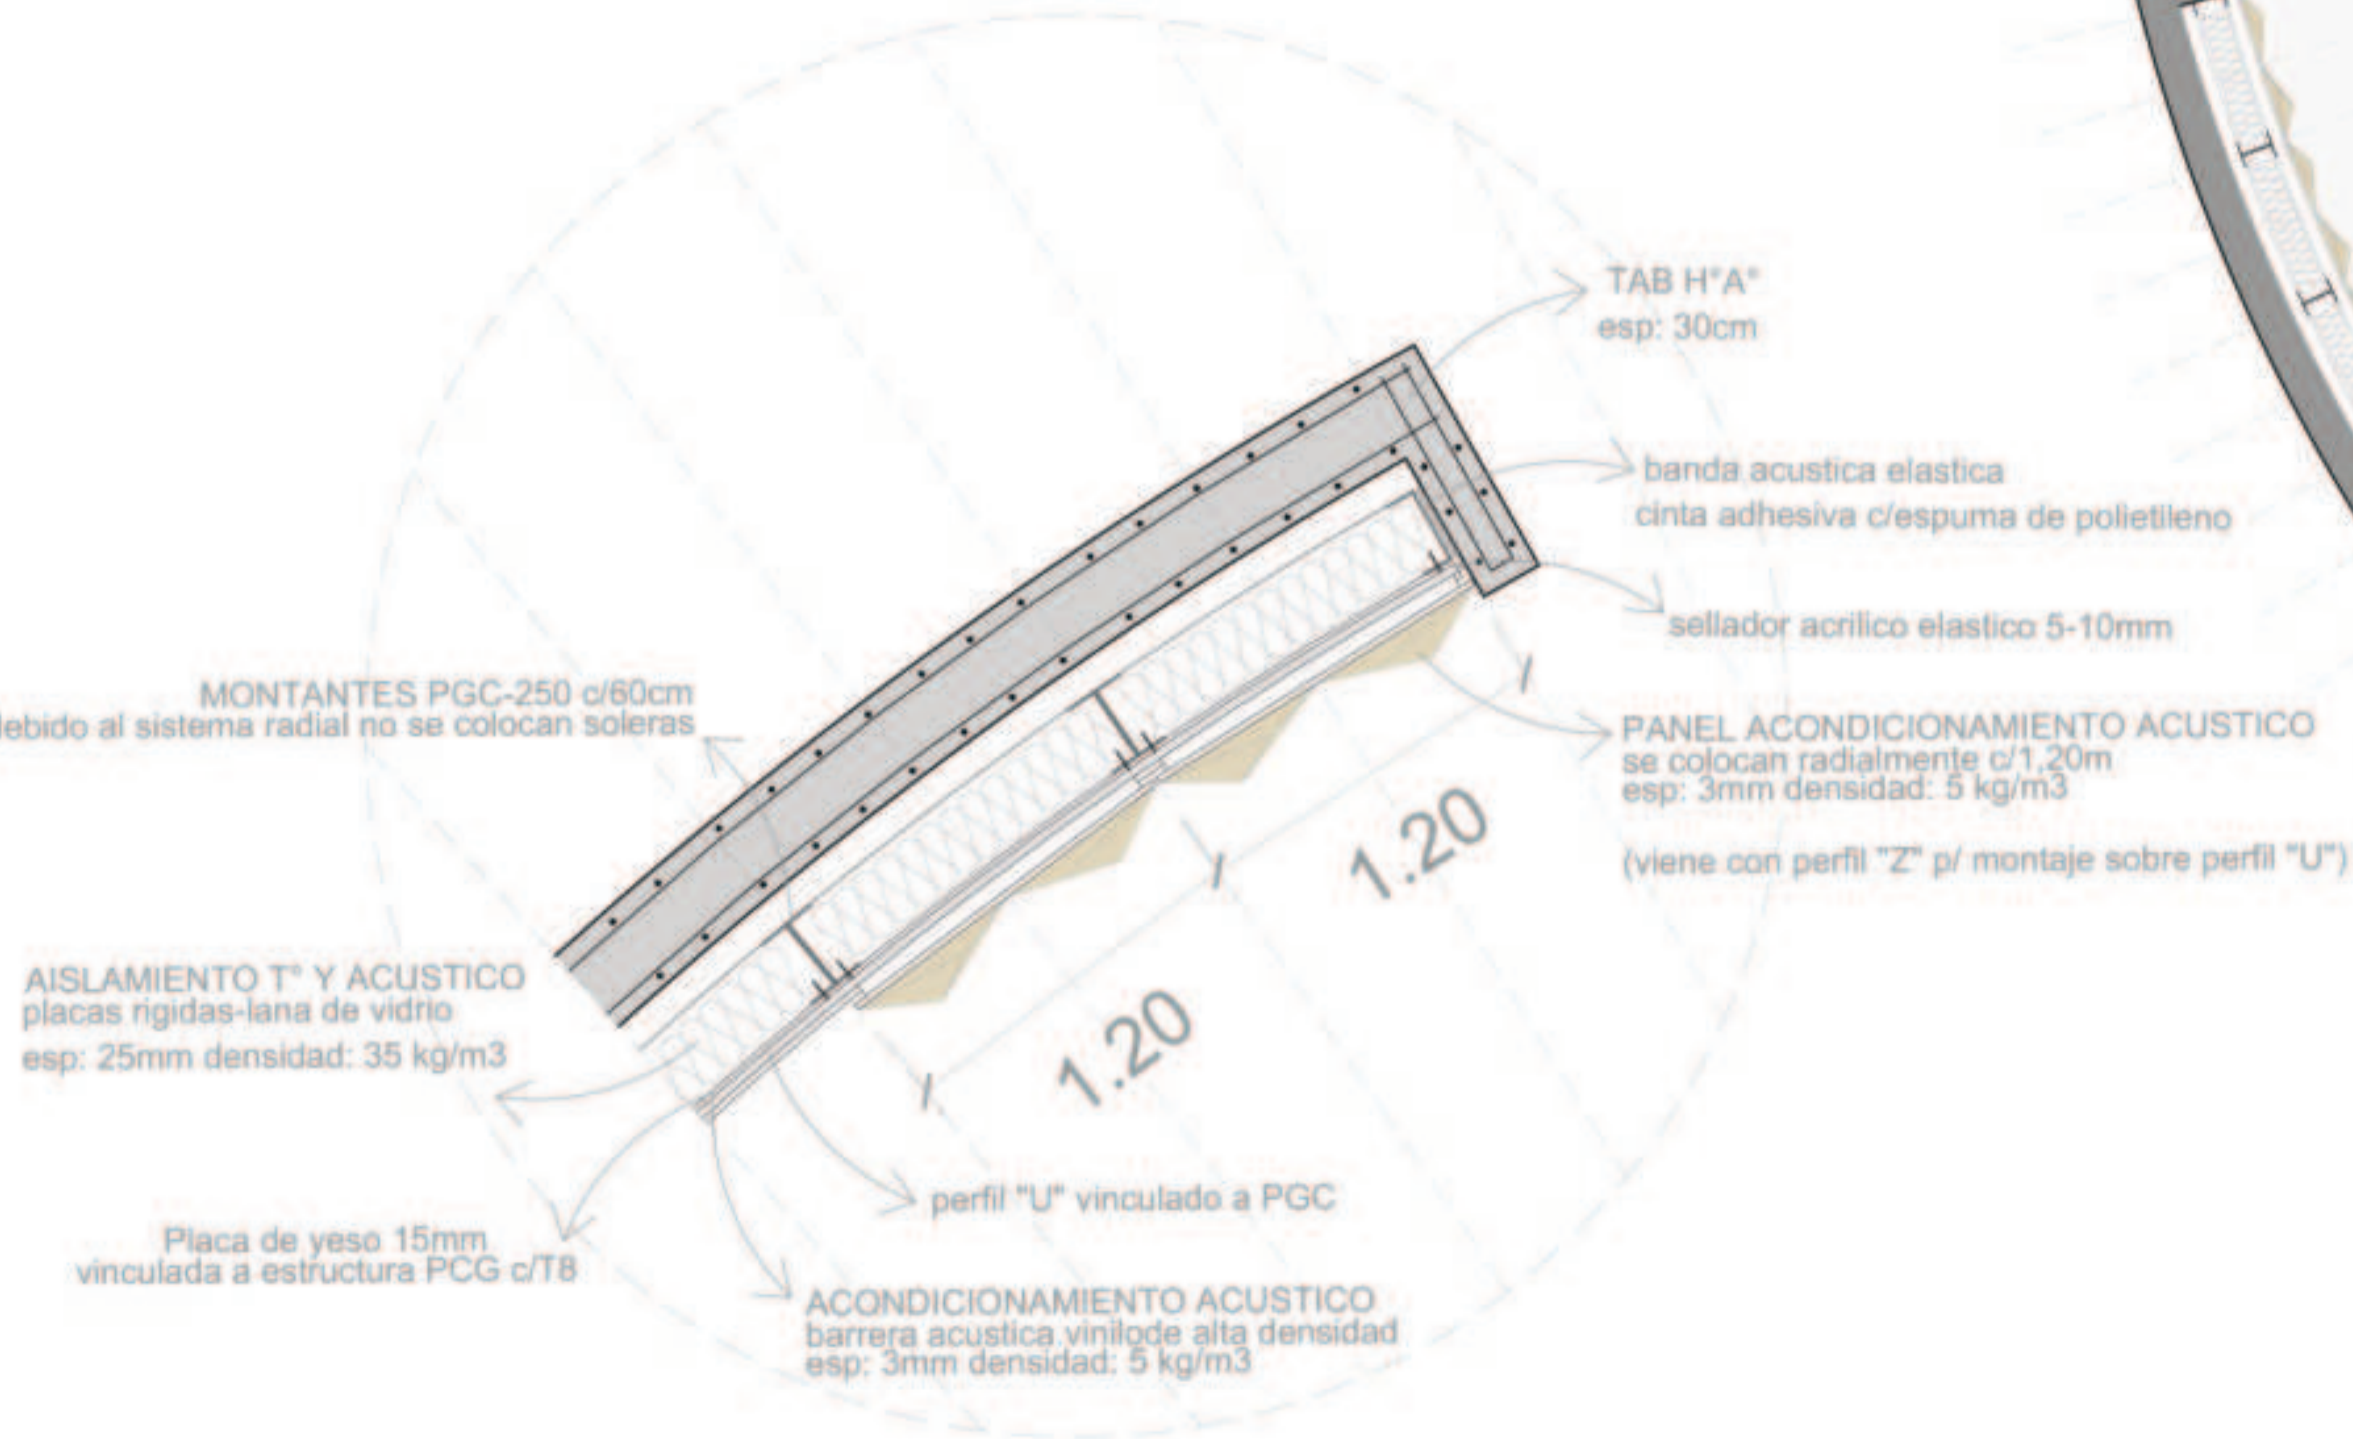 TAB H°A°
esp: 30cm
banda acustica elastica
cinta adhesiva c/espuma de polietileno
sellador acrilico elastico 5-10mm
MONTANTES PGC-250 c/60cm
debido al sistema radial no se colocan soleras
PANEL ACONDICIONAMIENTO ACUSTICO
se colocan radialmente c/1,20m
esp: 3mm densidad: 5 kg/m3
(viene con perfil "Z" p/ montaje sobre perfil "U")
1.20
1.20
AISLAMIENTO T° Y ACUSTICO
placas rigidas-lana de vidrio
esp: 25mm densidad: 35 kg/m3
perfil "U" vinculado a PGC
Placa de yeso 15mm
vinculada a estructura PCG c/T8
ACONDICIONAMIENTO ACUSTICO
barrera acustica.vinilode alta densidad
esp: 3mm densidad: 5 kg/m3